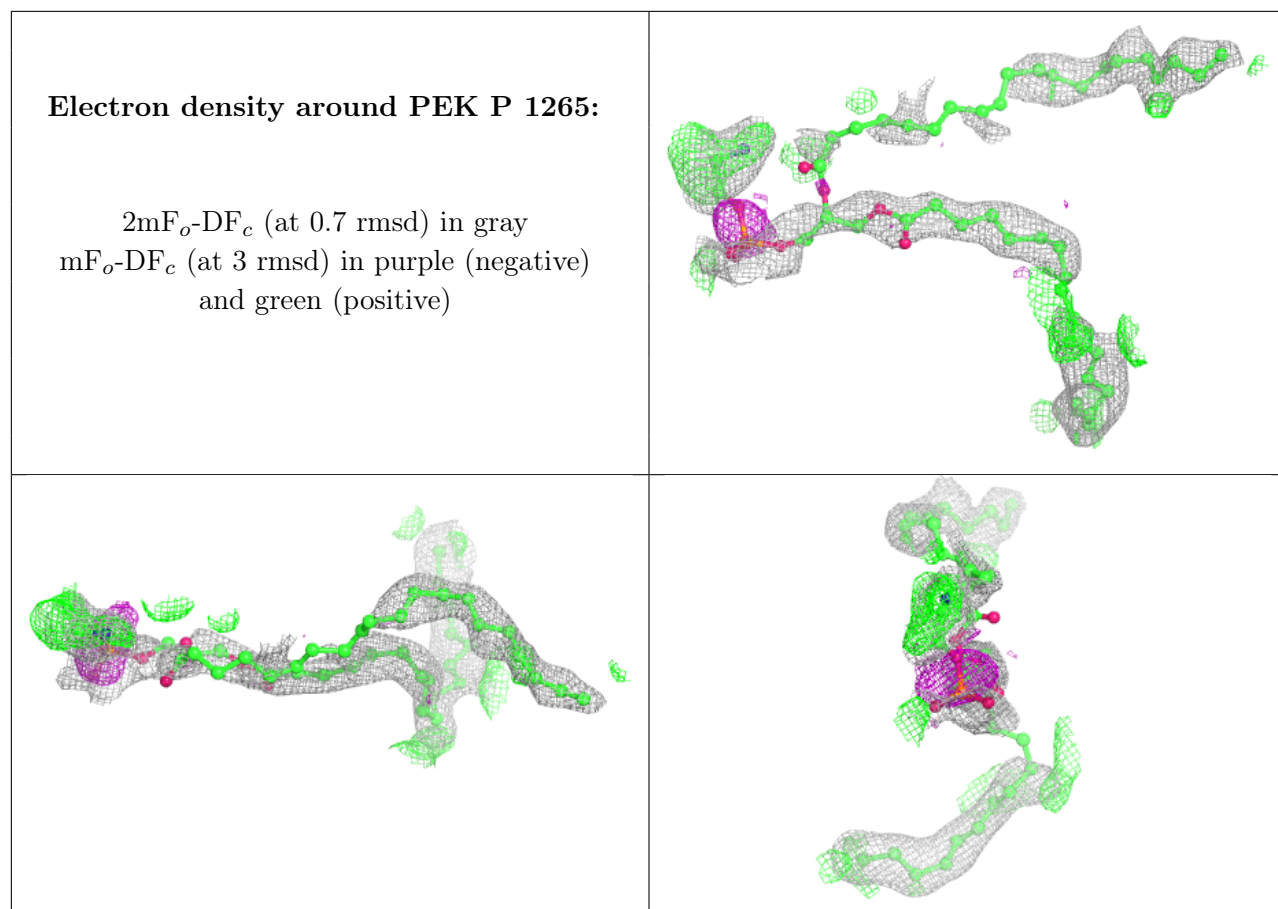 Electron density around PEK P 1265:
2mFₒ-DF𝒸 (at 0.7 rmsd) in gray
mFₒ-DF𝒸 (at 3 rmsd) in purple (negative)
and green (positive)